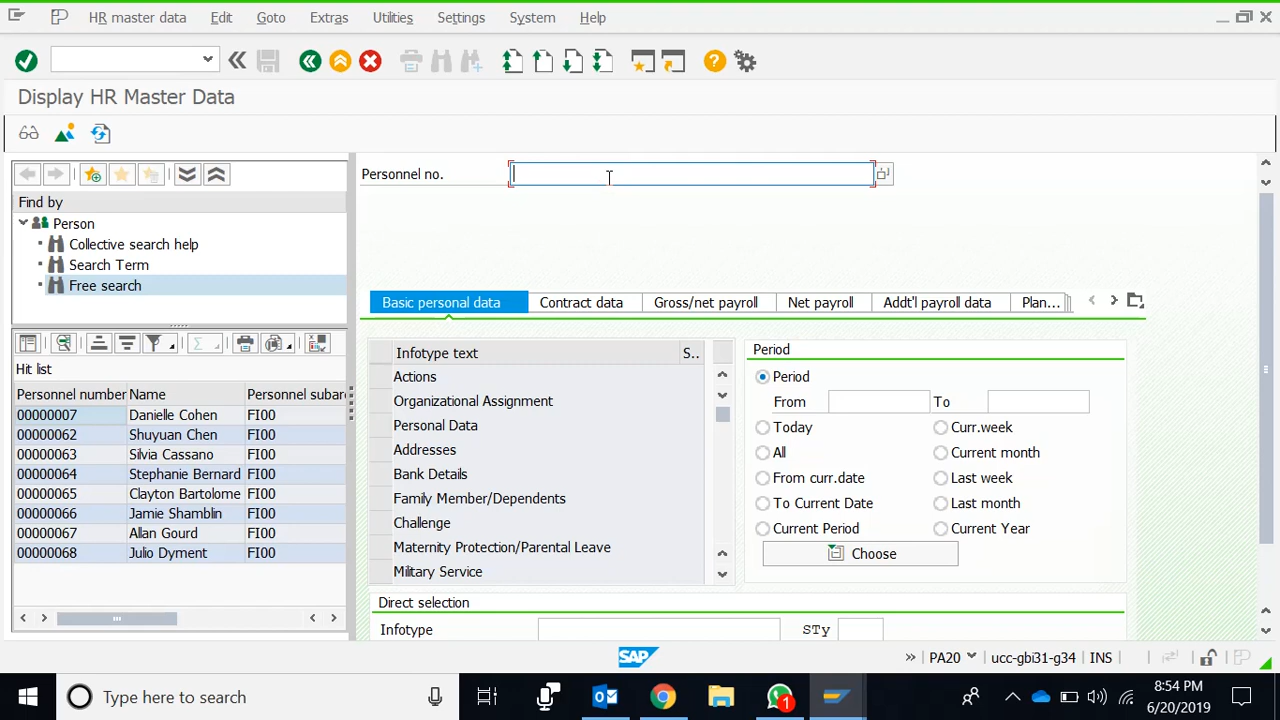 HR master data Edit Goto Extras Utilities Settings System Help
Display HR Master Data
Personnel no.
Find by
Person
Collective search help
Search Term
Free search
Basic personal data Contract data Gross/net payroll Net payroll Addt'l payroll data Plan...
Hit list
Personnel number Name Personnel subare
00000007 Danielle Cohen FI00
00000062 Shuyuan Chen FI00
00000063 Silvia Cassano FI00
00000064 Stephanie Bernard FI00
00000065 Clayton Bartolome FI00
00000066 Jamie Shamblin FI00
00000067 Allan Gourd FI00
00000068 Julio Dyment FI00
Infotype text S..
Actions
Organizational Assignment
Personal Data
Addresses
Bank Details
Family Member/Dependents
Challenge
Maternity Protection/Parental Leave
Military Service
Period
Period
From To
Today Curr.week
All Current month
From curr.date Last week
To Current Date Last month
Current Period Current Year
Choose
Direct selection
Infotype STy
SAP
PA20 ucc-gbi31-g34 INS
Type here to search
1
8:54 PM
6/20/2019